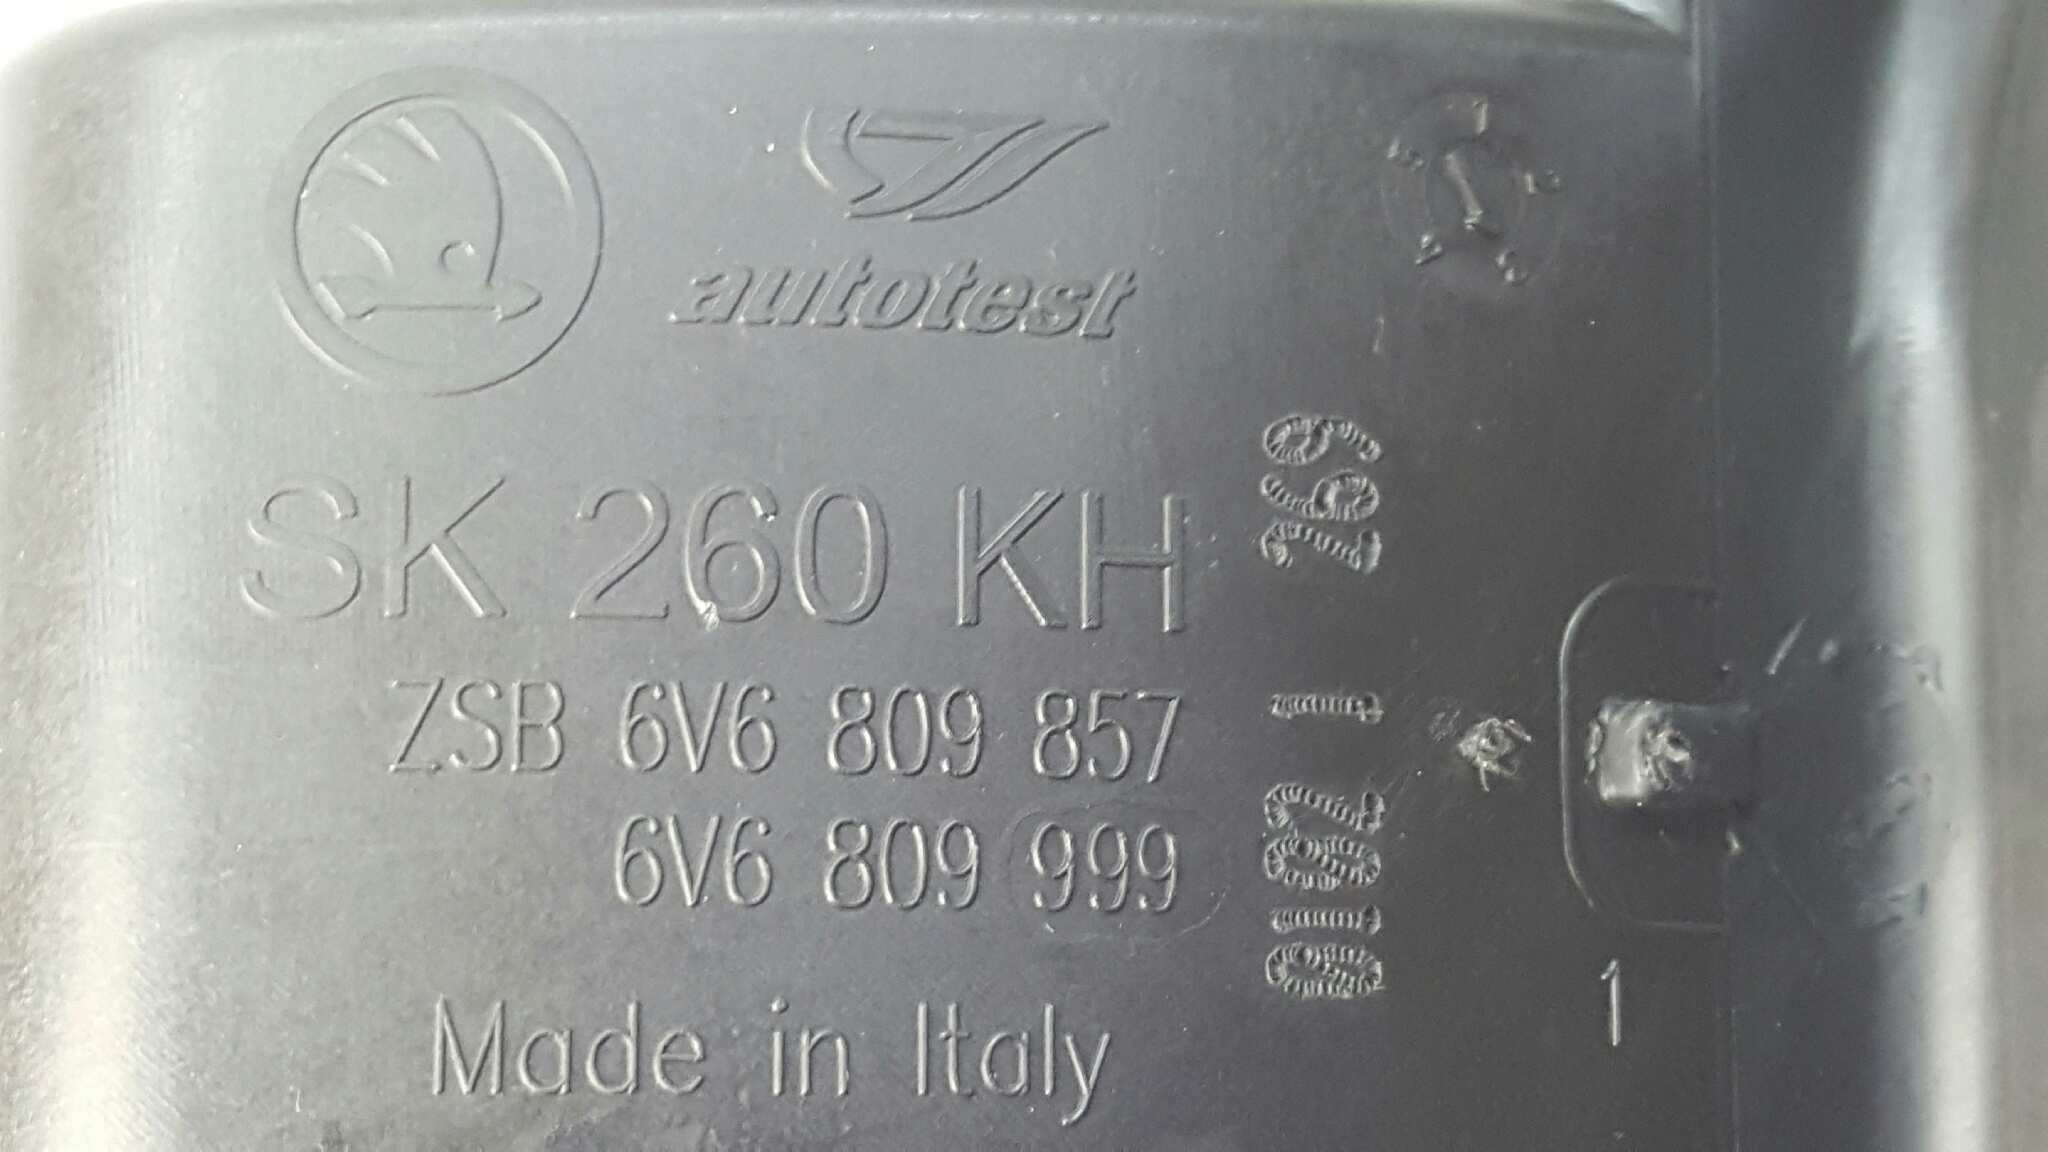 autotest
SK 260 KH
ZSB 6V6 809 857
6V6 809 999
Made in Italy
1